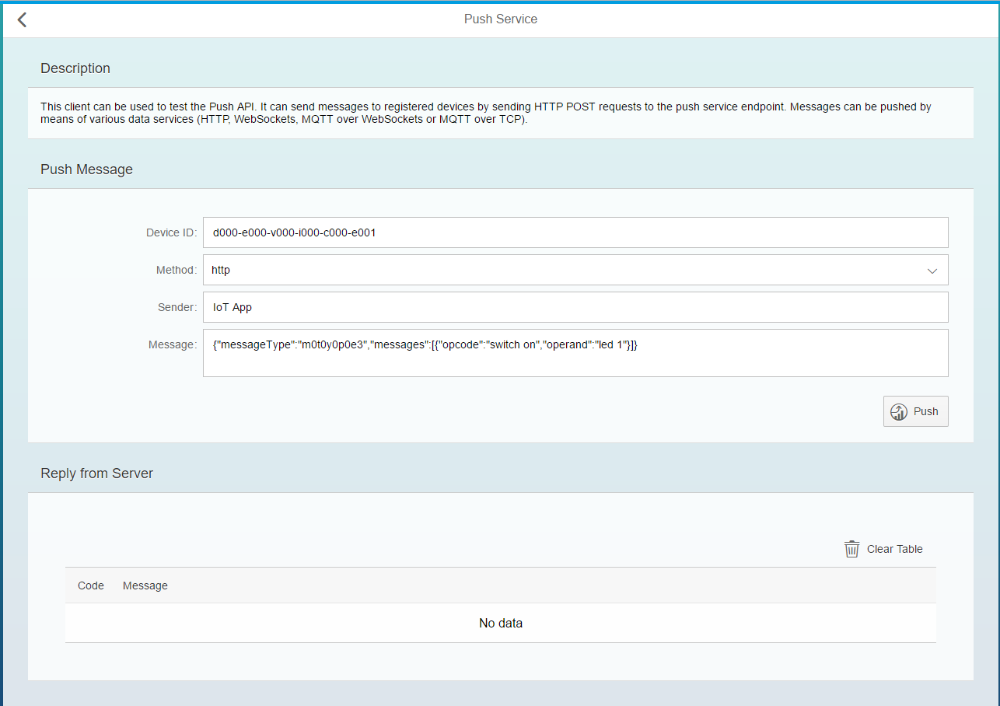 Push Service
Description
This client can be used to test the Push API. It can send messages to registered devices by sending HTTP POST requests to the push service endpoint. Messages can be pushed by
means of various data services (HTTP, WebSockets, MQTT over WebSockets or MQTT over TCP).
Push Message
Device ID: d000-e000-v000-i000-c000-e001
Method: http
Sender: IoT App
Message: {"messageType":"m0t0y0p0e3","messages":[{"opcode":"switch on","operand":"led 1"}]}
Push
Reply from Server
Clear Table
Code Message
No data